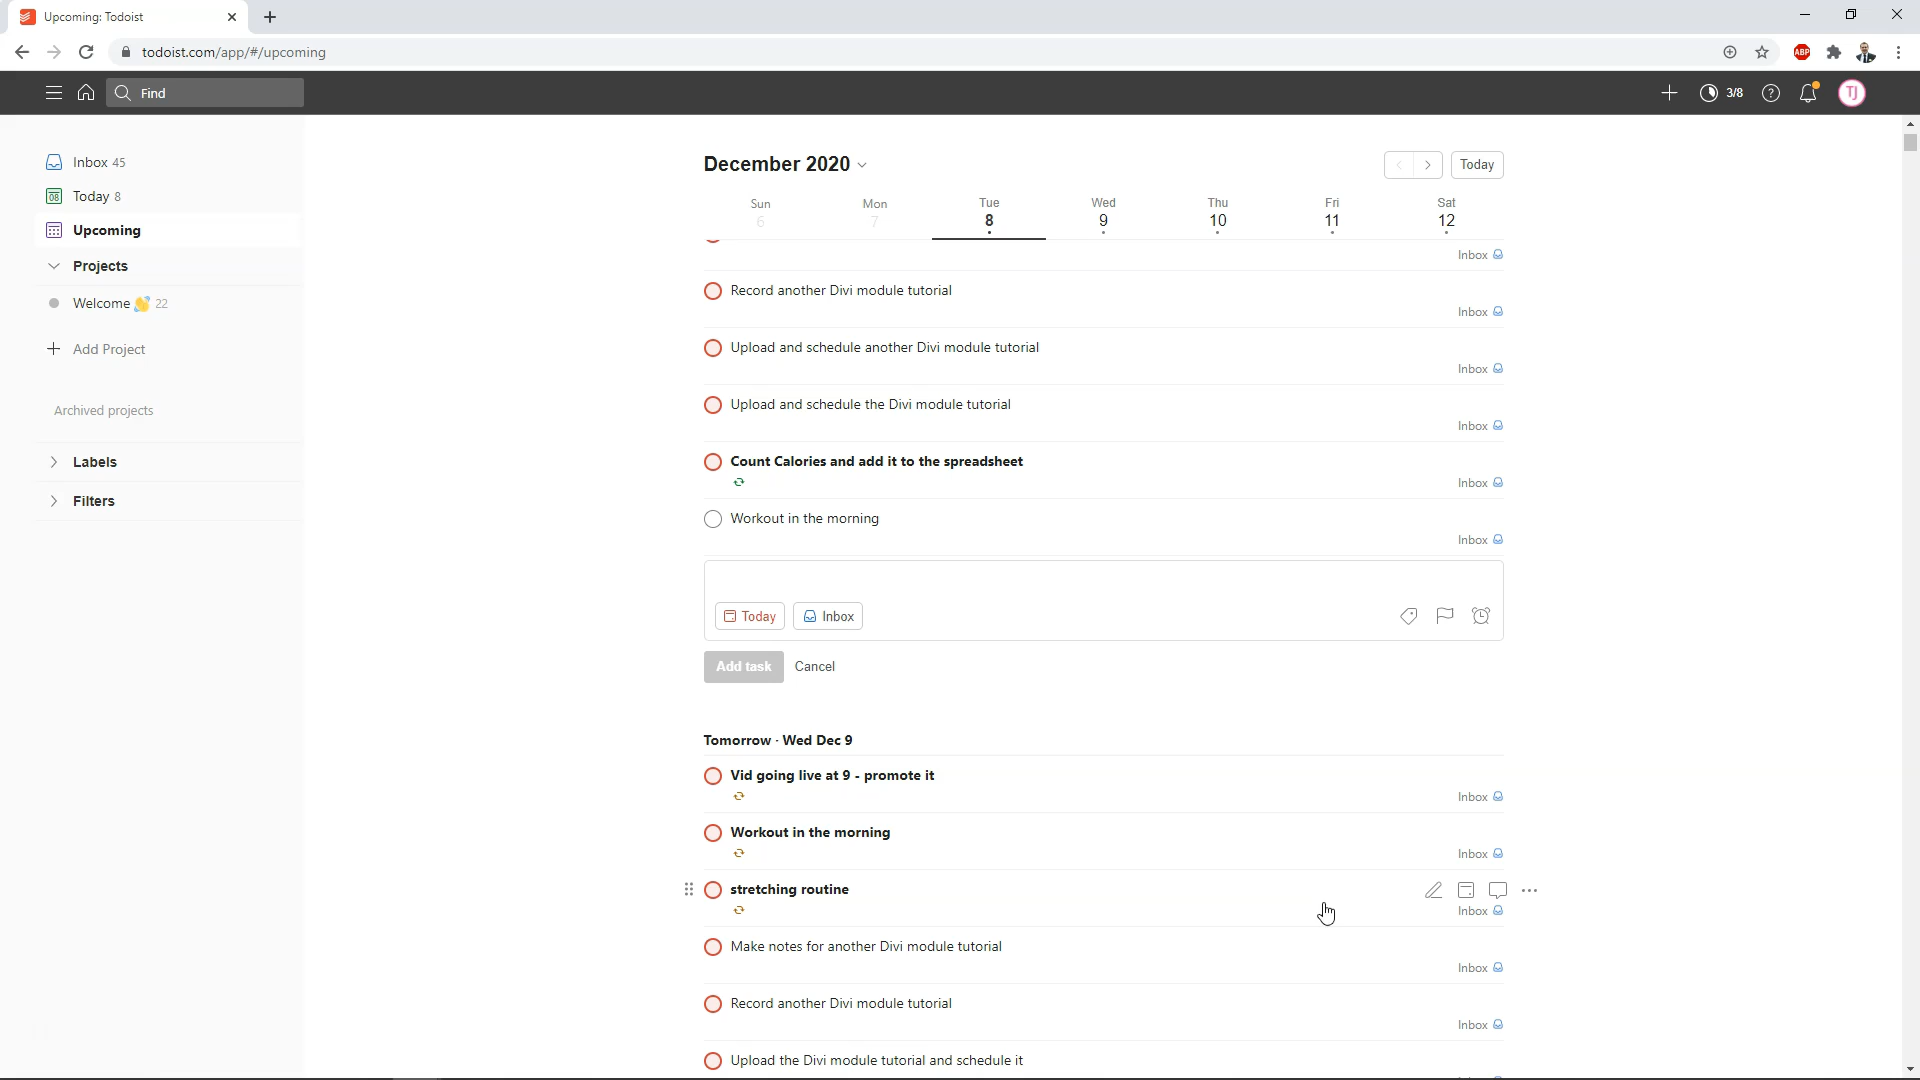 Upcoming: Todoist
todoist.com/app/#/upcoming
ABP
Find
3/8
TJ
Inbox 45
08 Today 8
Upcoming
Projects
Welcome 👋 22
Add Project
Archived projects
Labels
Filters
December 2020
Today
Sun Mon Tue Wed Thu Fri Sat
6 7 8 9 10 11 12
Inbox
Record another Divi module tutorial
Inbox
Upload and schedule another Divi module tutorial
Inbox
Upload and schedule the Divi module tutorial
Inbox
Count Calories and add it to the spreadsheet
Inbox
Workout in the morning
Inbox
Today Inbox
Add task Cancel
Tomorrow · Wed Dec 9
Vid going live at 9 - promote it
Inbox
Workout in the morning
Inbox
stretching routine
Inbox
Make notes for another Divi module tutorial
Inbox
Record another Divi module tutorial
Inbox
Upload the Divi module tutorial and schedule it